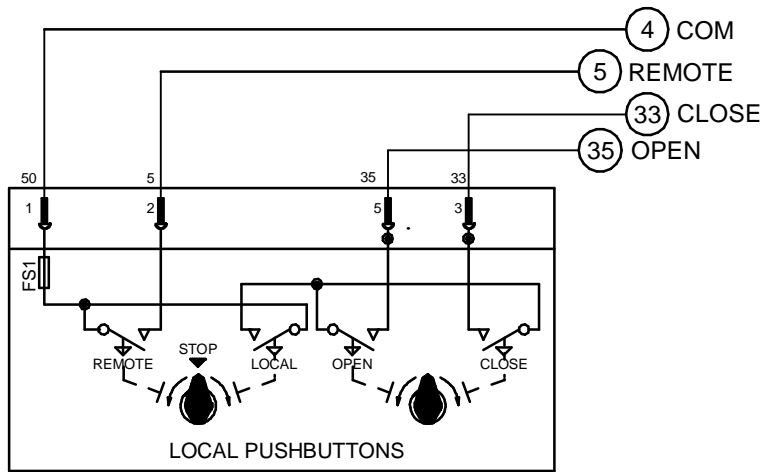 4 COM
5 REMOTE
33 CLOSE
35 OPEN
50 5 35 33
1 2 5 3
FS1
STOP
REMOTE LOCAL OPEN CLOSE
LOCAL PUSHBUTTONS